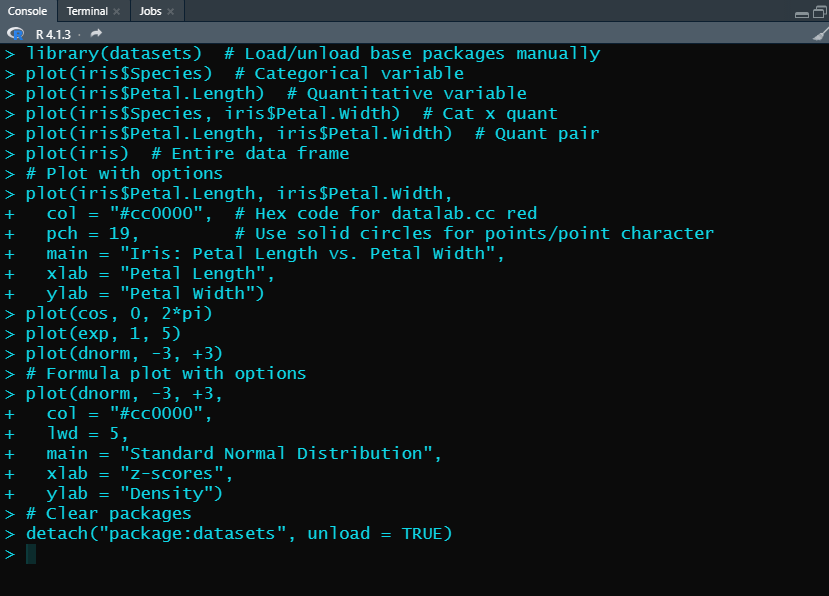 Console Terminal Jobs
R 4.1.3 ·
> library(datasets)  # Load/unload base packages manually
> plot(iris$Species)  # Categorical variable
> plot(iris$Petal.Length)  # Quantitative variable
> plot(iris$Species, iris$Petal.Width)  # Cat x quant
> plot(iris$Petal.Length, iris$Petal.Width)  # Quant pair
> plot(iris)  # Entire data frame
> # Plot with options
> plot(iris$Petal.Length, iris$Petal.Width,
+   col = "#cc0000",  # Hex code for datalab.cc red
+   pch = 19,         # Use solid circles for points/point character
+   main = "Iris: Petal Length vs. Petal Width",
+   xlab = "Petal Length",
+   ylab = "Petal Width")
> plot(cos, 0, 2*pi)
> plot(exp, 1, 5)
> plot(dnorm, -3, +3)
> # Formula plot with options
> plot(dnorm, -3, +3,
+   col = "#cc0000",
+   lwd = 5,
+   main = "Standard Normal Distribution",
+   xlab = "z-scores",
+   ylab = "Density")
> # Clear packages
> detach("package:datasets", unload = TRUE)
>